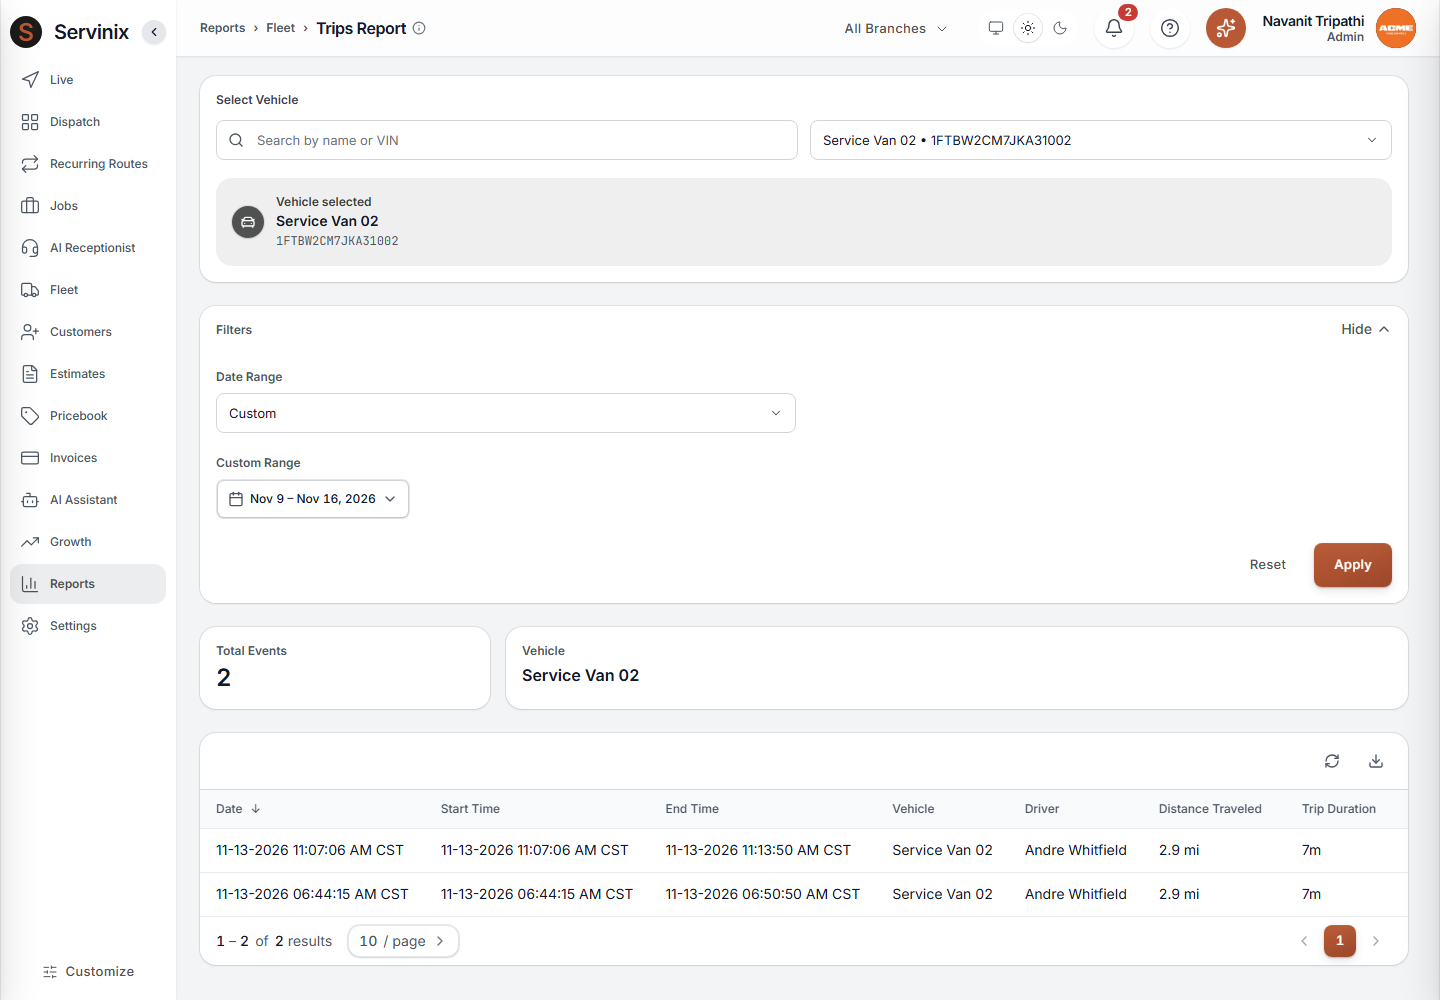 Servinix
Reports › Fleet › Trips Report
All Branches
2
Navanit Tripathi
Admin
ACME
Live
Dispatch
Recurring Routes
Jobs
AI Receptionist
Fleet
Customers
Estimates
Pricebook
Invoices
AI Assistant
Growth
Reports
Settings
Customize
Select Vehicle
Search by name or VIN
Service Van 02 • 1FTBW2CM7JKA31002
Vehicle selected
Service Van 02
1FTBW2CM7JKA31002
Filters
Hide
Date Range
Custom
Custom Range
Nov 9 – Nov 16, 2026
Reset
Apply
Total Events
2
Vehicle
Service Van 02
Date Start Time End Time Vehicle Driver Distance Traveled Trip Duration
11-13-2026 11:07:06 AM CST 11-13-2026 11:07:06 AM CST 11-13-2026 11:13:50 AM CST Service Van 02 Andre Whitfield 2.9 mi 7m
11-13-2026 06:44:15 AM CST 11-13-2026 06:44:15 AM CST 11-13-2026 06:50:50 AM CST Service Van 02 Andre Whitfield 2.9 mi 7m
1 – 2 of 2 results
10 / page
1